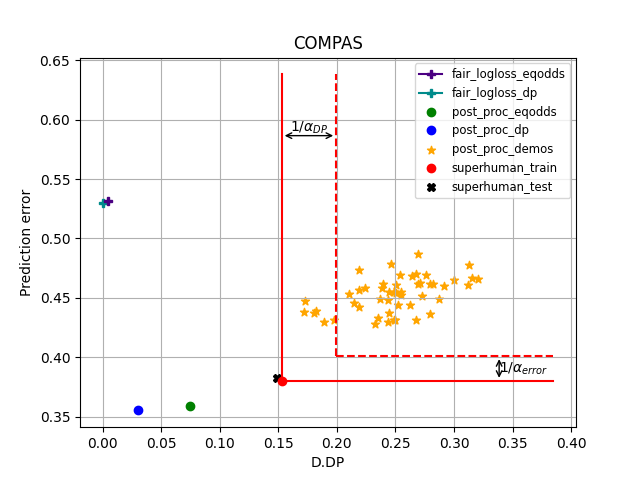 COMPAS
0.65
0.60
0.55
0.50
0.45
0.40
0.35
Prediction error
fair_logloss_eqodds
fair_logloss_dp
post_proc_eqodds
post_proc_dp
post_proc_demos
superhuman_train
superhuman_test
1/α_DP
1/α_error
0.00 0.05 0.10 0.15 0.20 0.25 0.30 0.35 0.40
D.DP